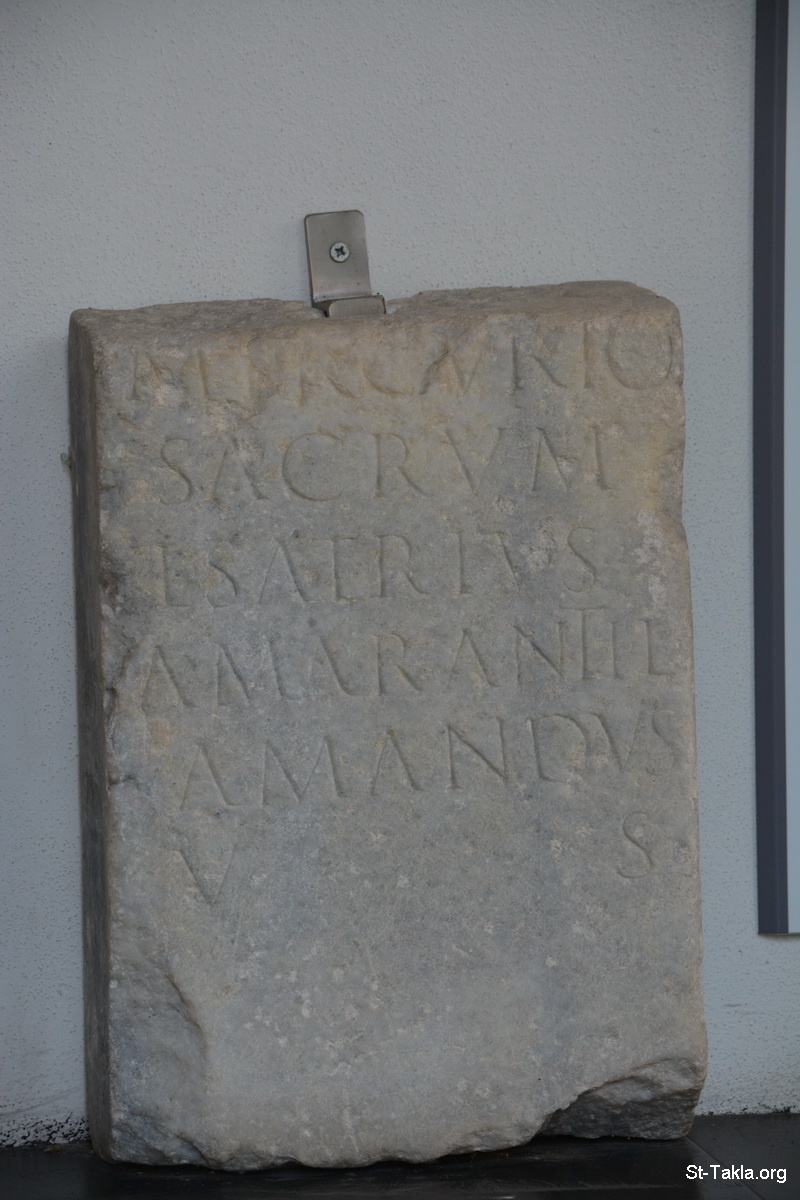 MERCVRIO
SACRVM
T SATRIVS
AMARANTI L
AMANDVS
V S
St-Takla.org